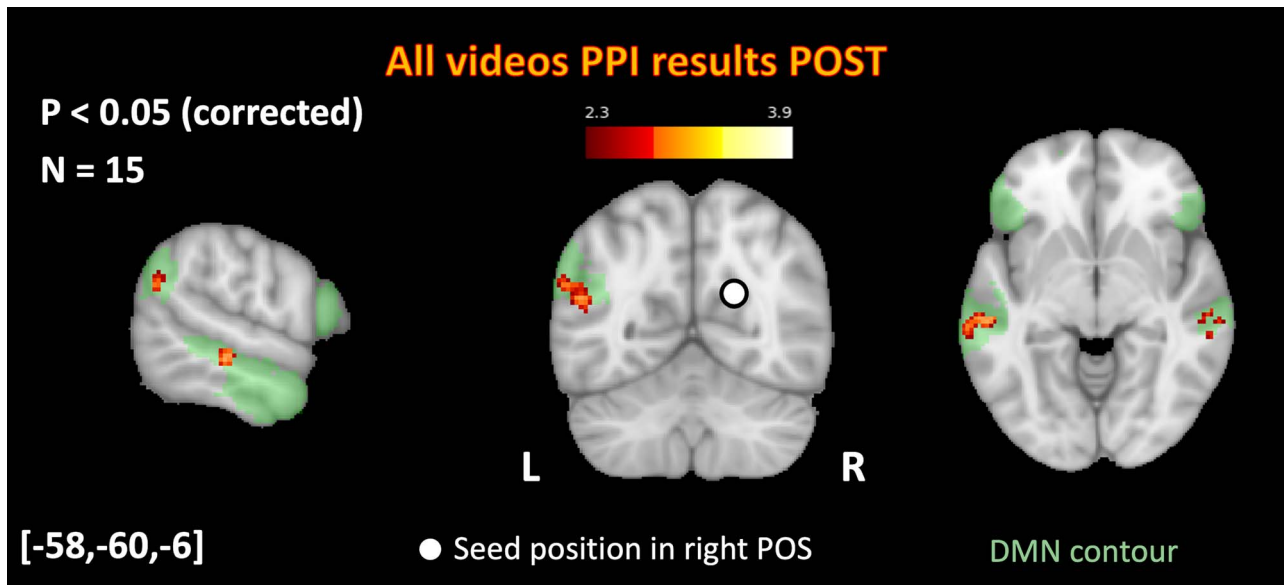 All videos PPI results POST
P < 0.05 (corrected)
N = 15
2.3 3.9
L R
[-58,-60,-6]
Seed position in right POS
DMN contour